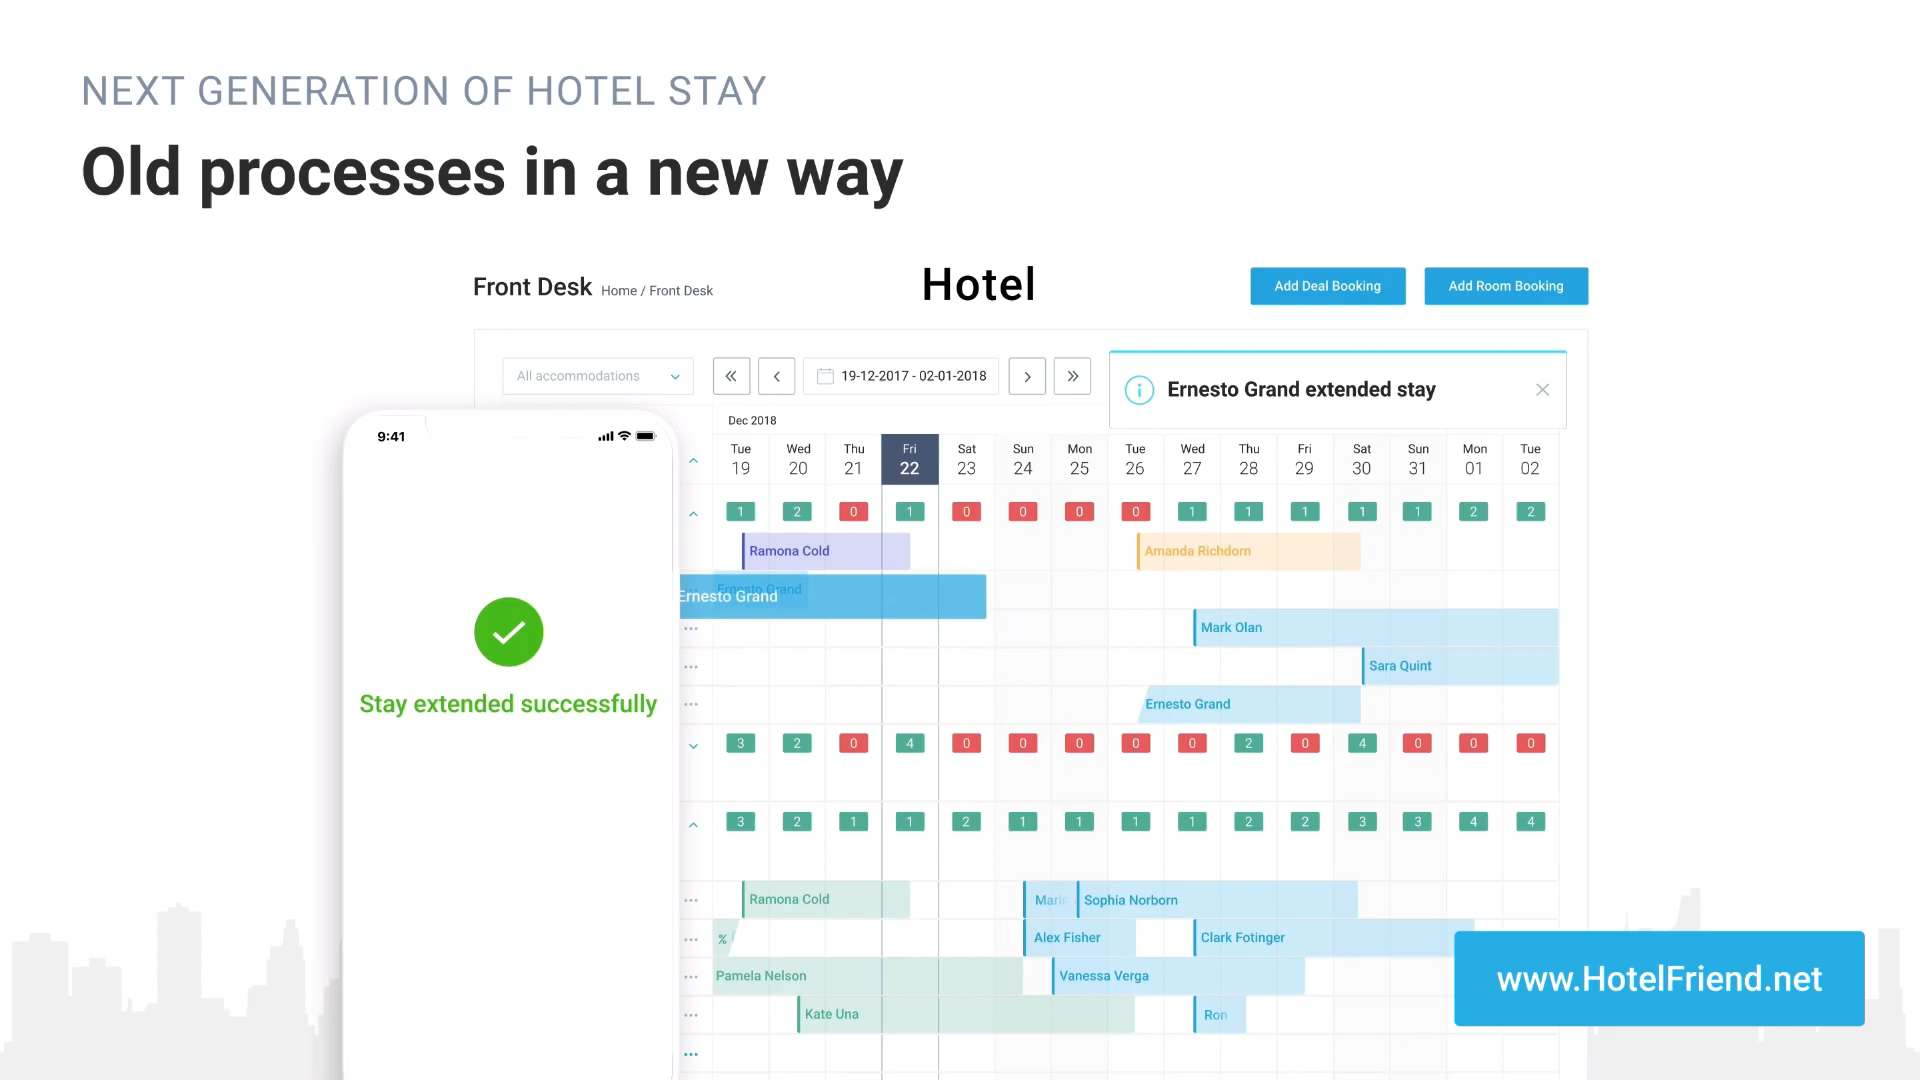 NEXT GENERATION OF HOTEL STAY
Old processes in a new way
Front Desk Home / Front Desk
Hotel
Add Deal Booking
Add Room Booking
All accommodations
19-12-2017 - 02-01-2018
Ernesto Grand extended stay
9:41
Dec 2018
Tue Wed Thu Fri Sat Sun Mon Tue Wed Thu Fri Sat Sun Mon Tue
19 20 21 22 23 24 25 26 27 28 29 30 31 01 02
1 2 0 1 0 0 0 0 1 1 1 1 1 2 2
Ramona Cold
Amanda Richdorn
Ernesto Grand
Ernesto Grand
Mark Olan
Sara Quint
Stay extended successfully
Ernesto Grand
3 2 0 4 0 0 0 0 0 2 0 4 0 0 0
3 2 1 1 2 1 1 1 1 2 2 3 3 4 4
Ramona Cold
Sophia Norborn
%
Alex Fisher
Clark Fotinger
Pamela Nelson
Vanessa Verga
Kate Una
Ron
www.HotelFriend.net